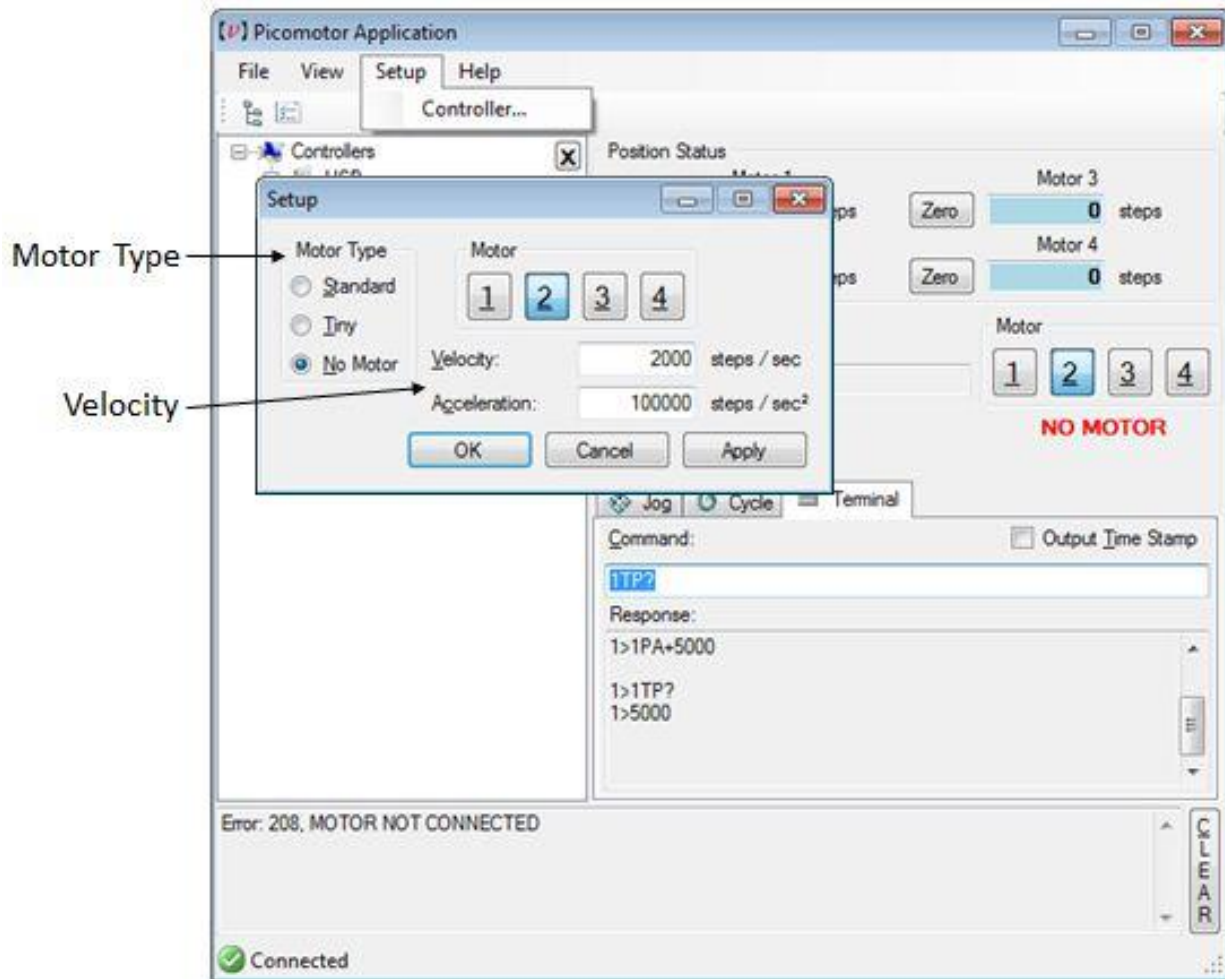 [ν] Picomotor Application
File View Setup Help
Controller...
Controllers
Position Status
Motor 3
Zero 0 steps
Motor 4
Zero 0 steps
Setup
Motor Type
Motor Type
Standard
Tiny
No Motor
Motor
1 2 3 4
Velocity
Velocity: 2000 steps / sec
Acceleration: 100000 steps / sec²
OK Cancel Apply
Motor
1 2 3 4
NO MOTOR
Jog Cycle Terminal
Command: Output Time Stamp
1TP?
Response:
1>1PA+5000
1>1TP?
1>5000
Error: 208, MOTOR NOT CONNECTED
CLEAR
Connected